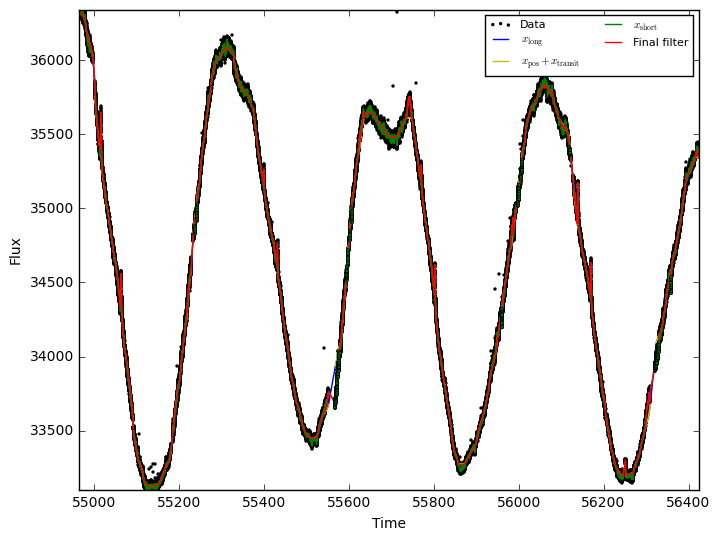 Data
x_long
x_pos + x_transit
x_short
Final filter
36000
35500
35000
34500
34000
33500
Flux
55000 55200 55400 55600 55800 56000 56200 56400
Time